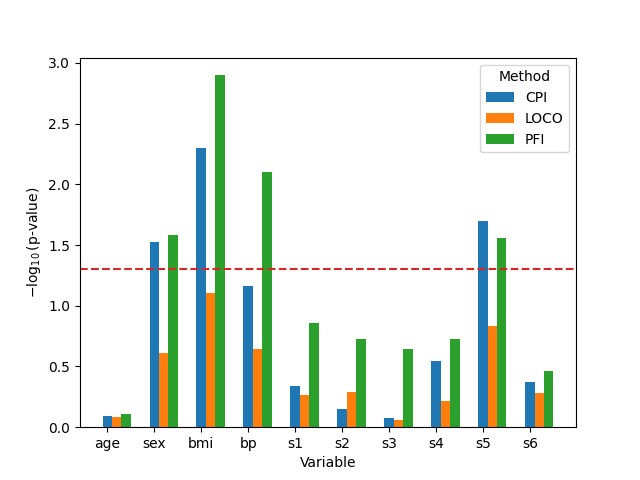 3.0
2.5
2.0
1.5
1.0
0.5
0.0
−log₁₀(p-value)
Method
CPI
LOCO
PFI
age sex bmi bp s1 s2 s3 s4 s5 s6
Variable